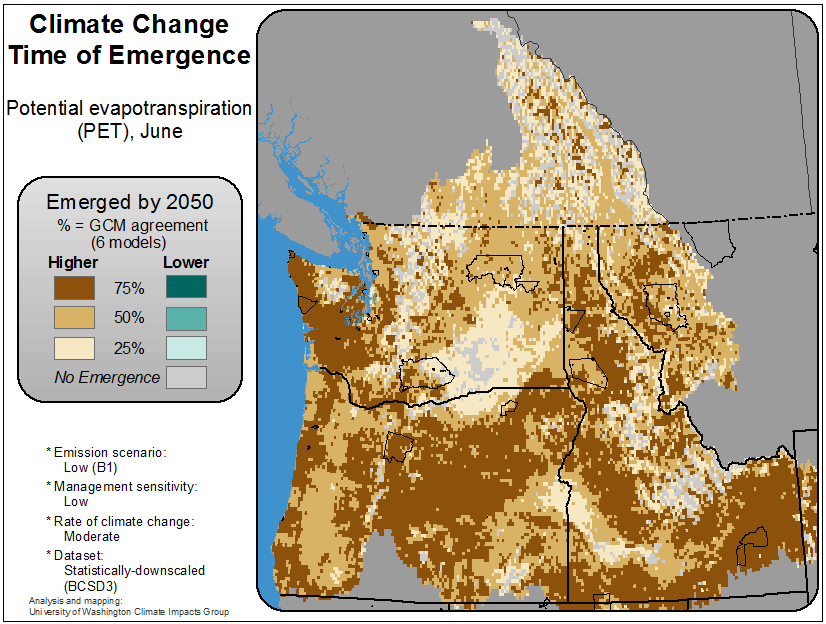 Climate Change
Time of Emergence
Potential evapotranspiration
(PET), June
Emerged by 2050
% = GCM agreement
(6 models)
Higher Lower
75%
50%
25%
No Emergence
* Emission scenario:
Low (B1)
* Management sensitivity:
Low
* Rate of climate change:
Moderate
* Dataset:
Statistically-downscaled
(BCSD3)
Analysis and mapping:
University of Washington Climate Impacts Group